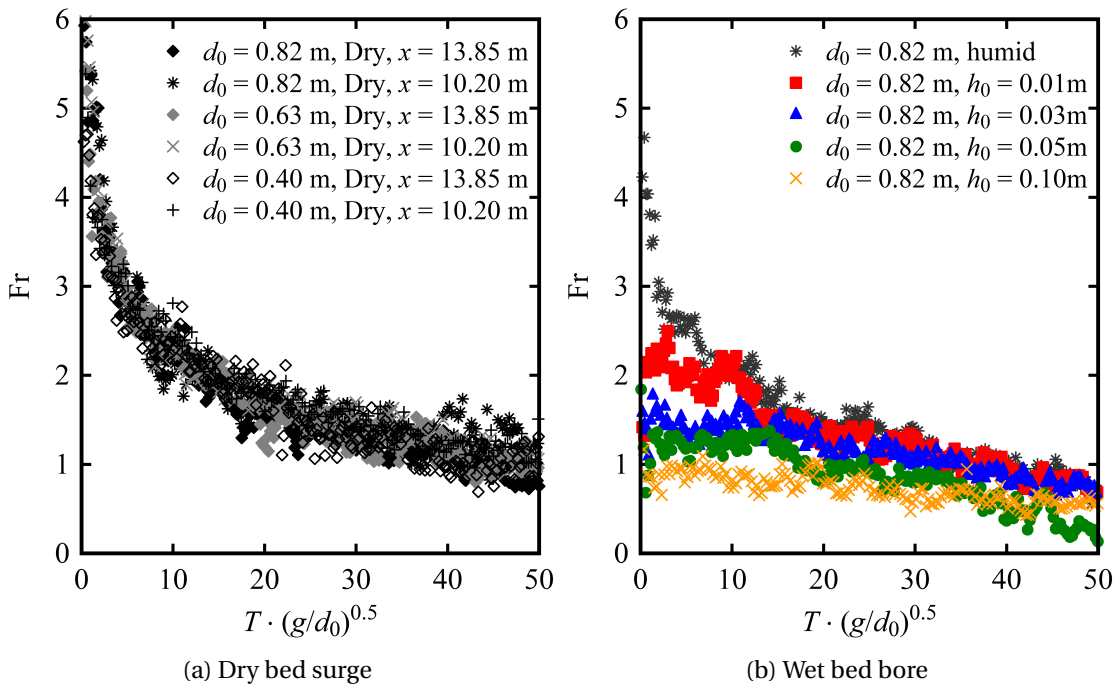 6
5
4
3
2
1
0
Fr
d₀ = 0.82 m, Dry, x = 13.85 m
d₀ = 0.82 m, Dry, x = 10.20 m
d₀ = 0.63 m, Dry, x = 13.85 m
d₀ = 0.63 m, Dry, x = 10.20 m
d₀ = 0.40 m, Dry, x = 13.85 m
d₀ = 0.40 m, Dry, x = 10.20 m
0 10 20 30 40 50
T · (g/d₀)^0.5
(a) Dry bed surge
6
5
4
3
2
1
0
Fr
d₀ = 0.82 m, humid
d₀ = 0.82 m, h₀ = 0.01m
d₀ = 0.82 m, h₀ = 0.03m
d₀ = 0.82 m, h₀ = 0.05m
d₀ = 0.82 m, h₀ = 0.10m
0 10 20 30 40 50
T · (g/d₀)^0.5
(b) Wet bed bore